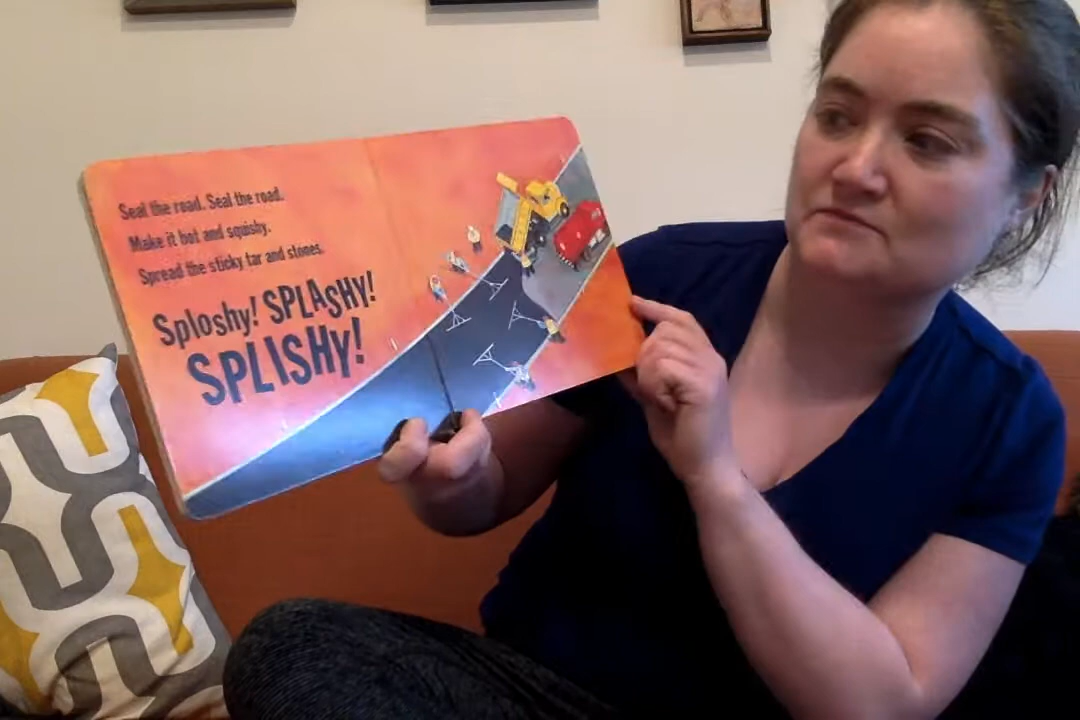 Seal the road. Seal the road.
Make it hot and squishy.
Spread the sticky tar and stones.
Sploshy! SPLASHY!
SPLISHY!